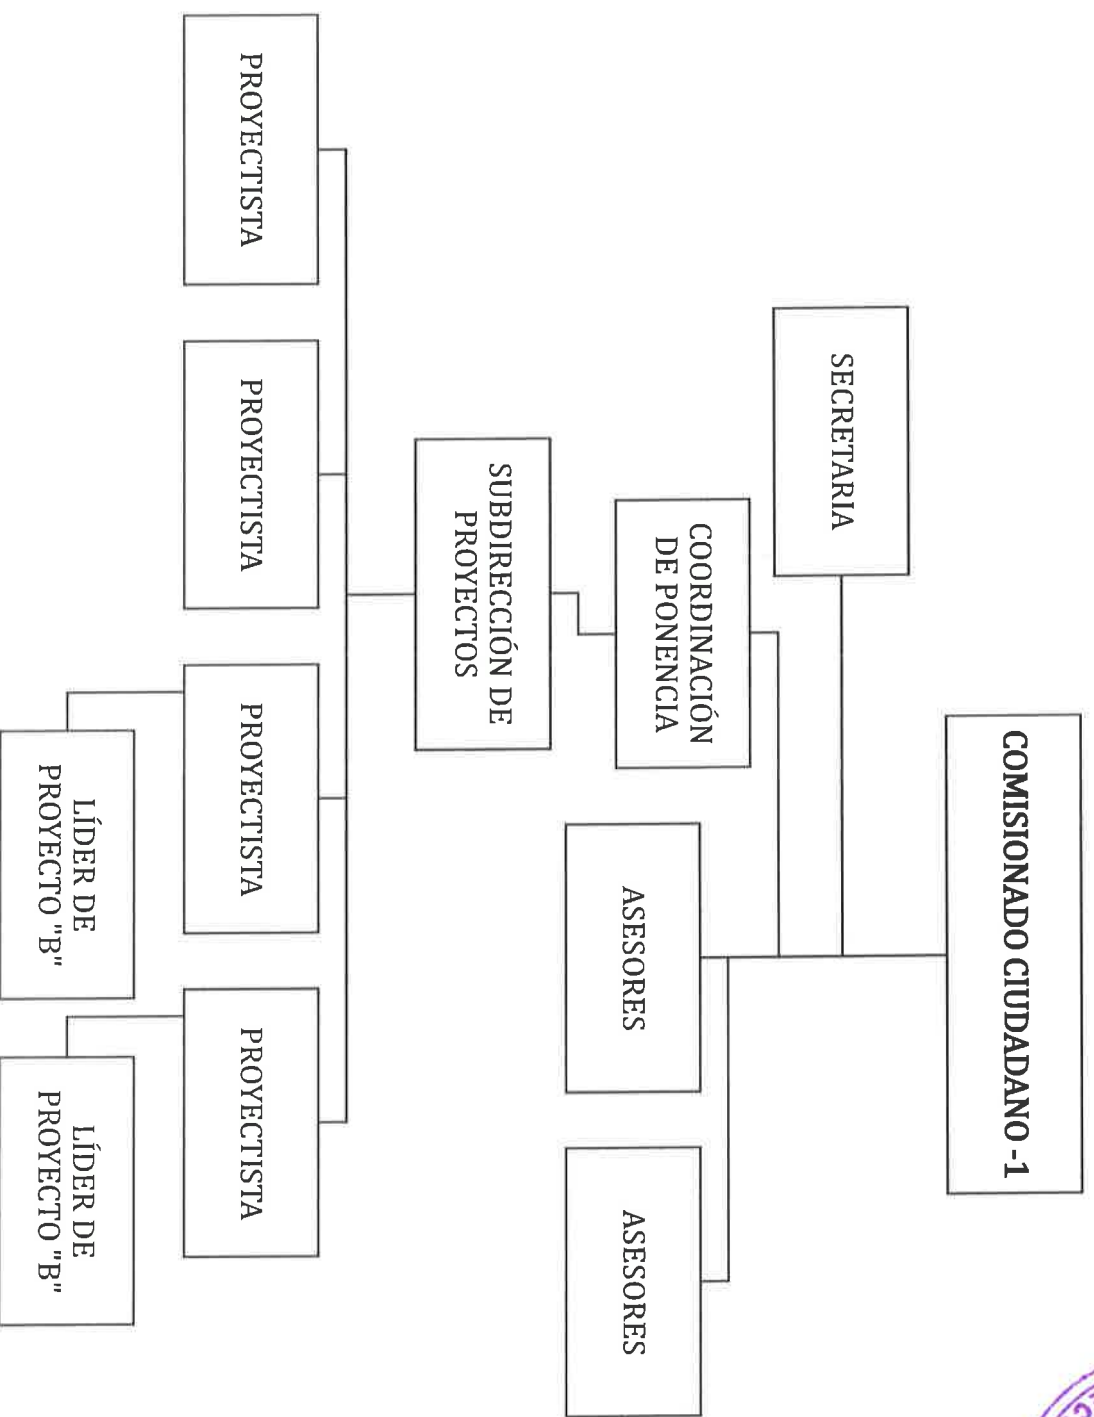 COMISIONADO CIUDADANO -1
SECRETARIA
COORDINACIÓN
DE PONENCIA
ASESORES
ASESORES
SUBDIRECCIÓN DE
PROYECTOS
PROYECTISTA
PROYECTISTA
PROYECTISTA
PROYECTISTA
LÍDER DE
PROYECTO "B"
LÍDER DE
PROYECTO "B"